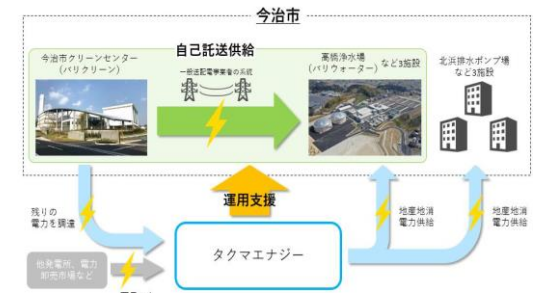 今治市
自己託送供給
今治市クリーンセンター
(バリクリーン)
一般送配電事業者の系統
高橋浄水場
(バリウォーター)
など3施設
北浜排水ポンプ場
など3施設
運用支援
残りの
電力を調達
地産地消
電力供給
地産地消
電力供給
タクマエナジー
他発電所、電力
卸売市場など